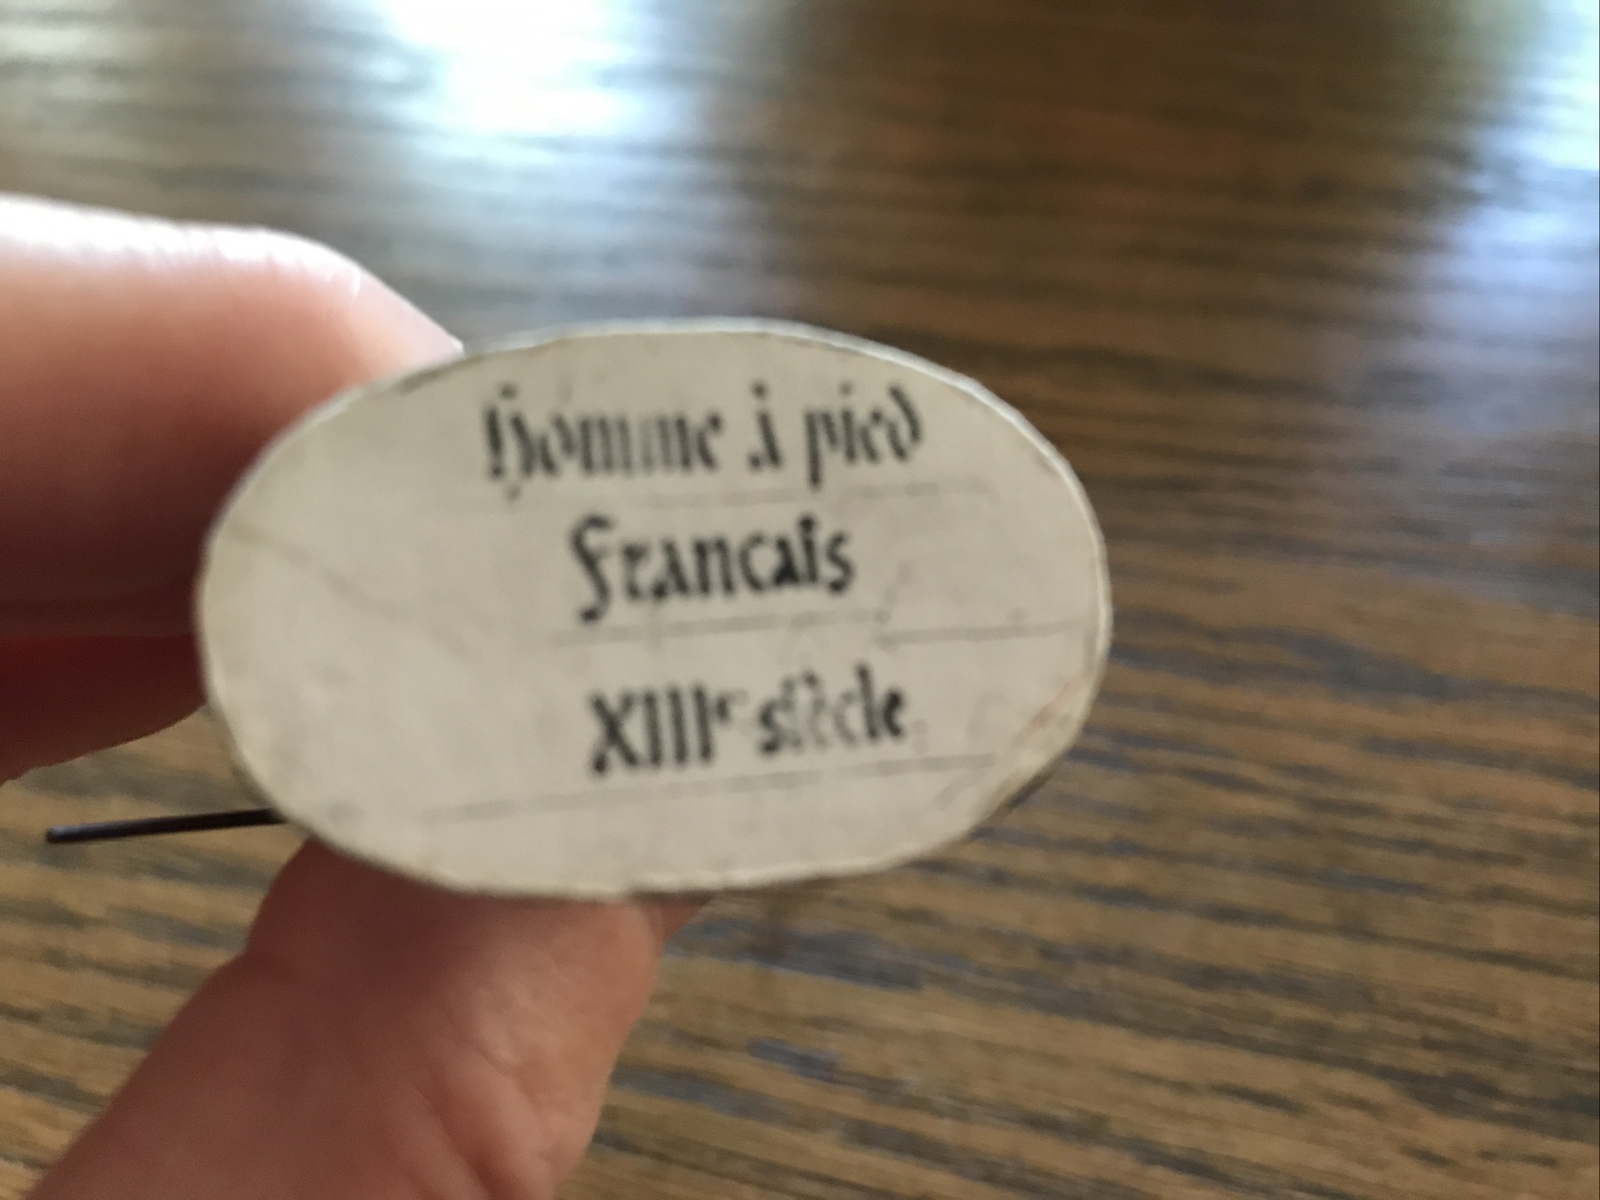 Homme à pied
Francais
XIIIe siècle